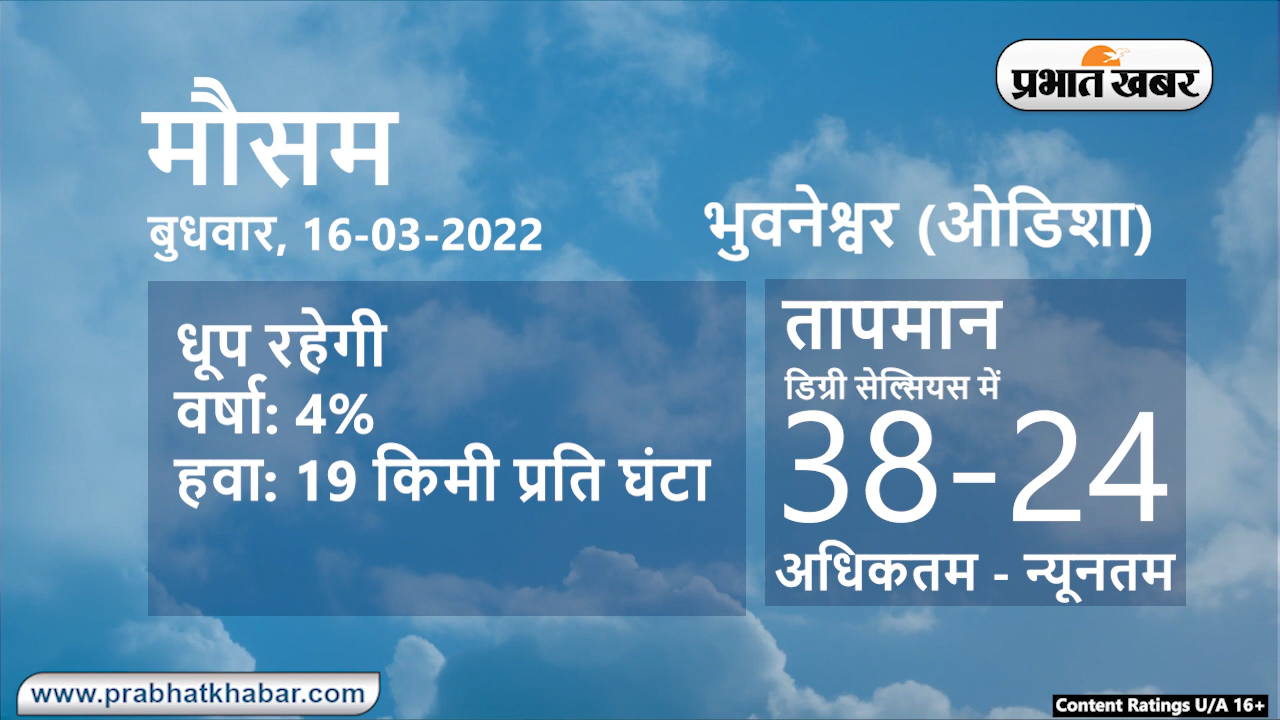 प्रभात खबर
मौसम
बुधवार, 16-03-2022
भुवनेश्वर (ओडिशा)
धूप रहेगी
वर्षा: 4%
हवा: 19 किमी प्रति घंटा
तापमान
डिग्री सेल्सियस में
38-24
अधिकतम - न्यूनतम
www.prabhatkhabar.com
Content Ratings U/A 16+